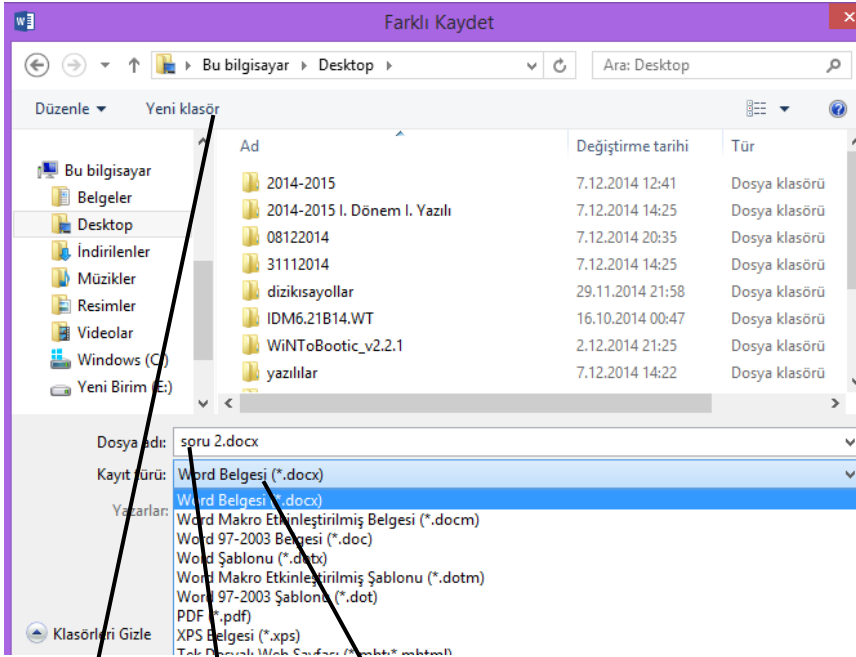 Farklı Kaydet
Bu bilgisayar Desktop Ara: Desktop
Düzenle Yeni klasör
Ad Değiştirme tarihi Tür
Bu bilgisayar
Belgeler
Desktop
İndirilenler
Müzikler
Resimler
Videolar
Windows (C:)
Yeni Birim (E:)
2014-2015 7.12.2014 12:41 Dosya klasörü
2014-2015 I. Dönem I. Yazılı 7.12.2014 14:25 Dosya klasörü
08122014 7.12.2014 20:35 Dosya klasörü
31112014 7.12.2014 14:25 Dosya klasörü
dizikısayollar 29.11.2014 21:58 Dosya klasörü
IDM6.21B14.WT 16.10.2014 00:47 Dosya klasörü
WiNToBootic_v2.2.1 2.12.2014 21:25 Dosya klasörü
yazılılar 7.12.2014 14:22 Dosya klasörü
Dosya adı: soru 2.docx
Kayıt türü: Word Belgesi (*.docx)
Yazarlar:
Word Belgesi (*.docx)
Word Makro Etkinleştirilmiş Belgesi (*.docm)
Word 97-2003 Belgesi (*.doc)
Word Şablonu (*.dotx)
Word Makro Etkinleştirilmiş Şablonu (*.dotm)
Word 97-2003 Şablonu (*.dot)
PDF (*.pdf)
XPS Belgesi (*.xps)
Tek Dosyalı Web Sayfası (*.mht;*.mhtml)
Klasörleri Gizle